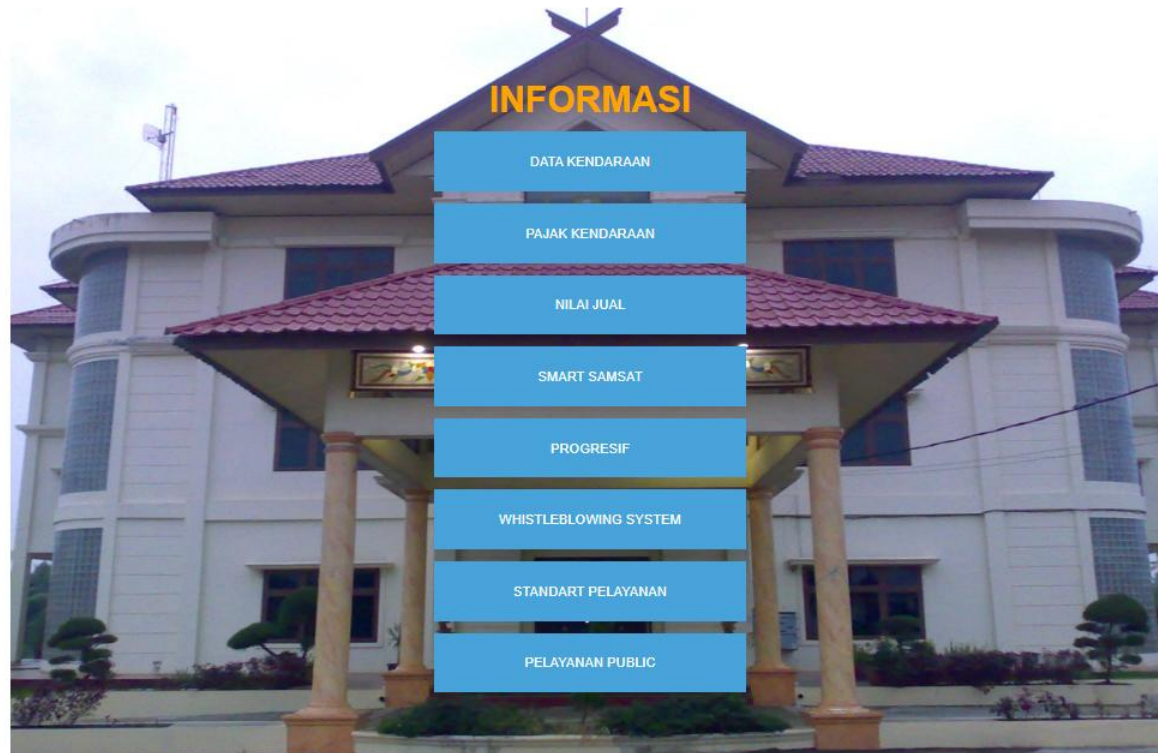 INFORMASI
DATA KENDARAAN
PAJAK KENDARAAN
NILAI JUAL
SMART SAMSAT
PROGRESIF
WHISTLEBLOWING SYSTEM
STANDART PELAYANAN
PELAYANAN PUBLIC